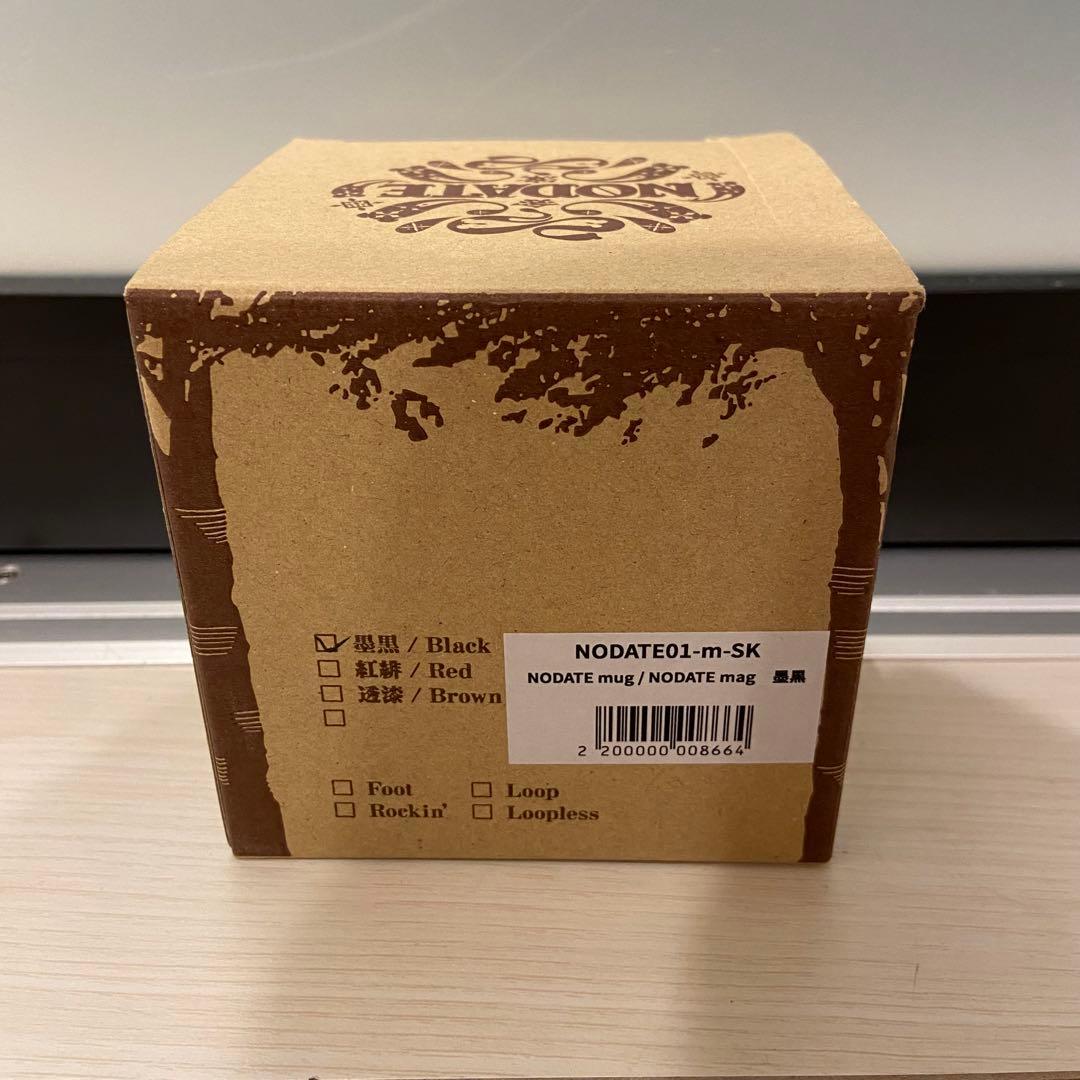 NODATE
墨黒 / Black
紅緋 / Red
透漆 / Brown
NODATE01-m-SK
NODATE mug / NODATE mag 墨黒
2 200000 008664
Foot
Loop
Rockin'
Loopless